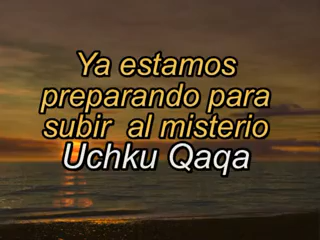 Ya estamos
preparando para
subir al misterio
Uchku Qaqa